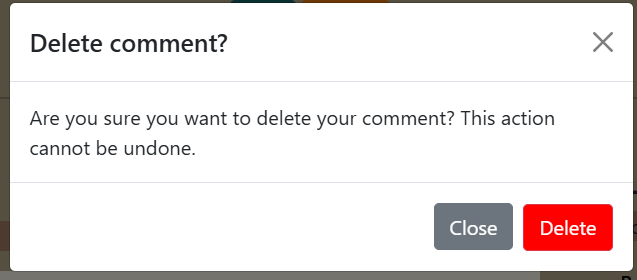 Delete comment?
Are you sure you want to delete your comment? This action
cannot be undone.
Close
Delete